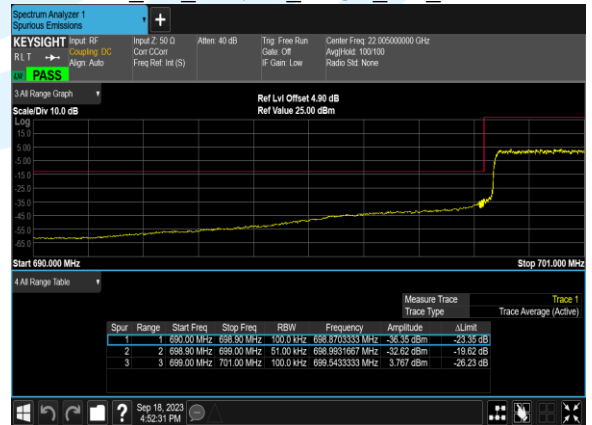 Spectrum Analyzer 1
Spurious Emissions
+
KEYSIGHT Input: RF Input Z: 50 Ω Atten: 40 dB Trig: Free Run Center Freq: 22.005000000 GHz
RLT Coupling: DC Corr CCorr Gate: Off Avg|Hold: 100/100
Align: Auto Freq Ref: Int (S) IF Gain: Low Radio Std: None
PASS
3 All Range Graph
Ref Lvl Offset 4.90 dB
Scale/Div 10.0 dB Ref Value 25.00 dBm
Log
15.0
5.00
-5.00
-15.0
-25.0
-35.0
-45.0
-55.0
-65.0
Start 690.000 MHz Stop 701.000 MHz
4 All Range Table
Measure Trace Trace 1
Trace Type Trace Average (Active)
Spur Range Start Freq Stop Freq RBW Frequency Amplitude ΔLimit
1 1 690.00 MHz 698.90 MHz 100.0 kHz 698.8703333 MHz -36.35 dBm -23.35 dB
2 2 698.90 MHz 699.00 MHz 51.00 kHz 698.9931667 MHz -32.62 dBm -19.62 dB
3 3 699.00 MHz 701.00 MHz 100.0 kHz 699.5433333 MHz 3.767 dBm -26.23 dB
? Sep 18, 2023
4:52:31 PM